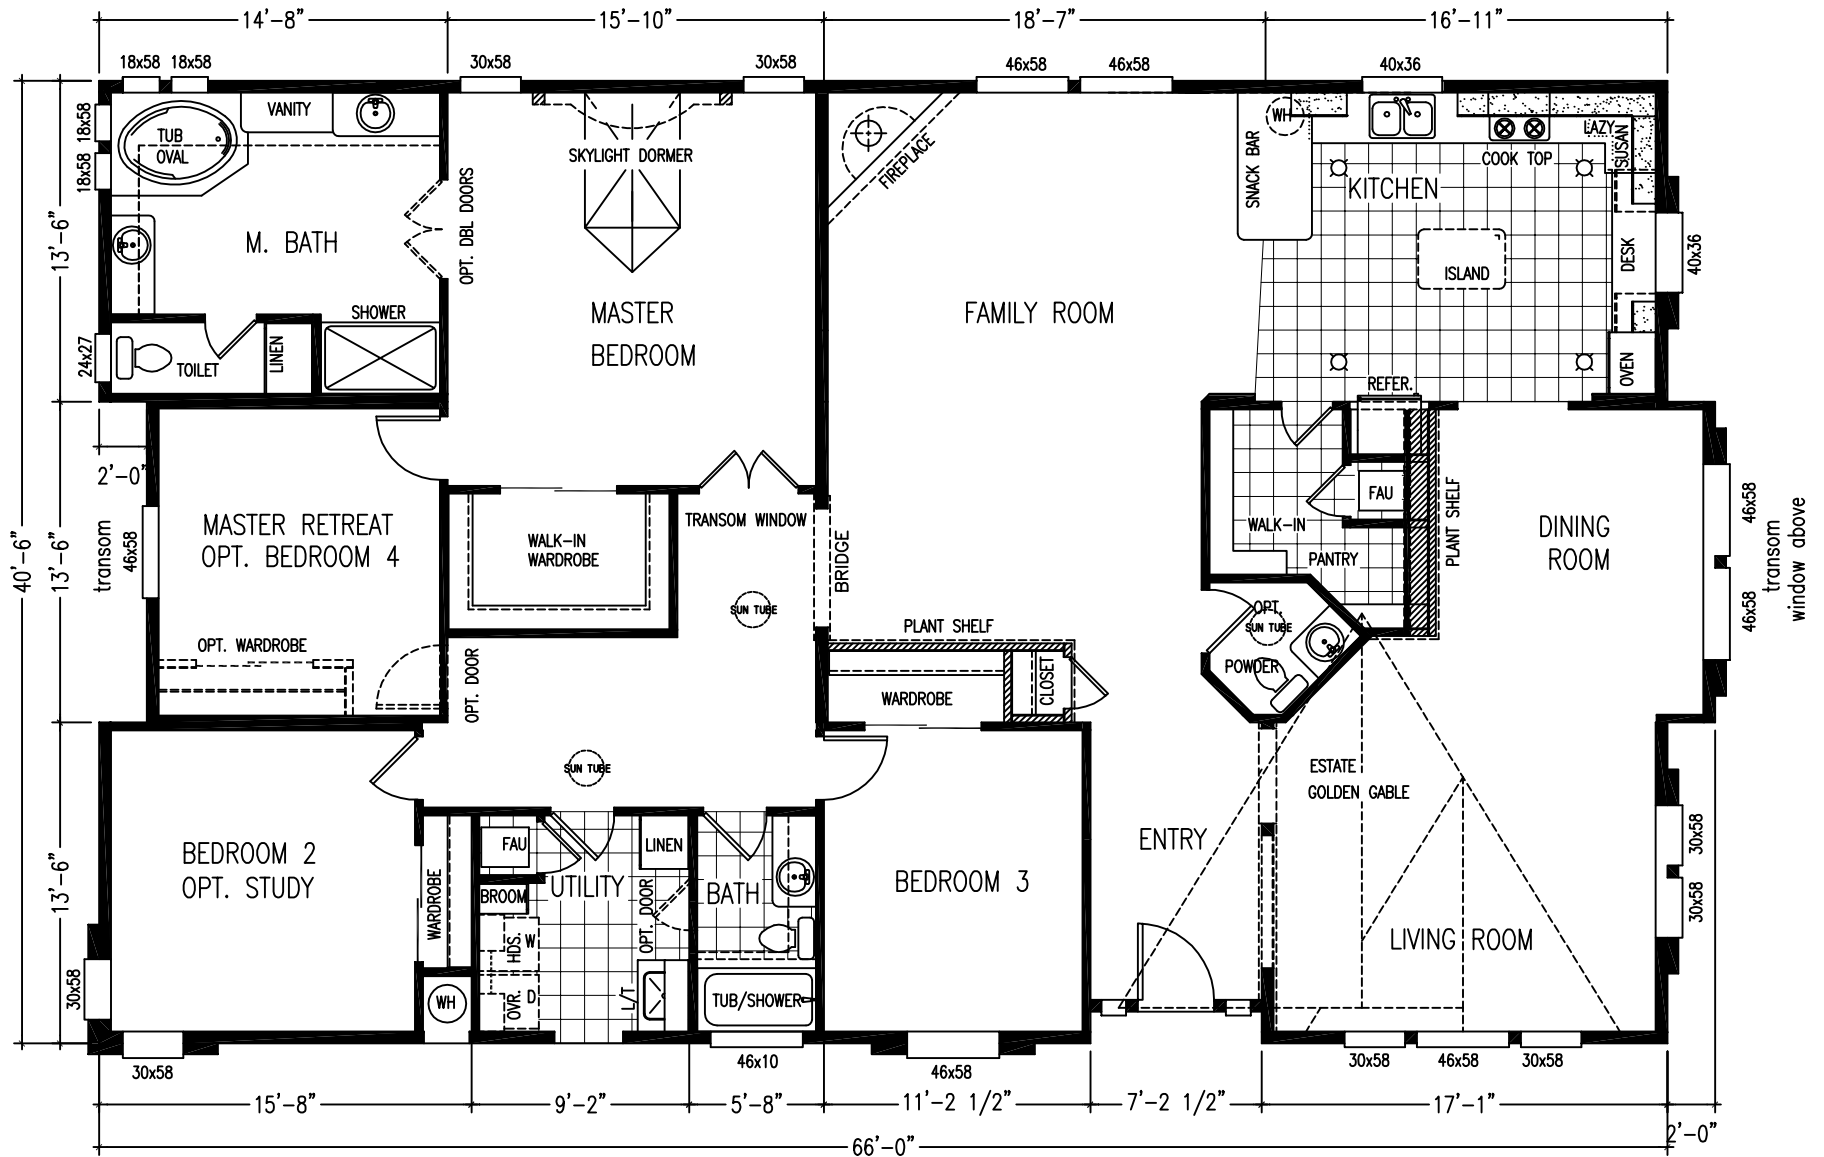 14'-8"
15'-10"
18'-7"
16'-11"
18x58
18x58
30x58
30x58
46x58
46x58
40x36
18x58
18x58
24x27
TUB
OVAL
VANITY
M. BATH
OPT. DBL DOORS
SHOWER
TOILET
LINEN
SKYLIGHT DORMER
MASTER
BEDROOM
FIREPLACE
FAMILY ROOM
WH
SNACK BAR
KITCHEN
COOK TOP
LAZY
SUSAN
ISLAND
DESK
40x36
OVEN
REFER.
13'-6"
2'-0"
40'-6"
13'-6"
transom
46x58
MASTER RETREAT
OPT. BEDROOM 4
OPT. WARDROBE
WALK-IN
WARDROBE
TRANSOM WINDOW
BRIDGE
SUN TUBE
OPT. DOOR
PLANT SHELF
WARDROBE
CLOSET
WALK-IN
PANTRY
FAU
PLANT SHELF
DINING
ROOM
46x58
46x58
transom
window above
OPT.
SUN TUBE
POWDER
SUN TUBE
ESTATE
GOLDEN GABLE
13'-6"
BEDROOM 2
OPT. STUDY
WARDROBE
WH
FAU
BROOM
UTILITY
LINEN
OPT. DOOR
HDS.
W
OVR.
D
L/T
BATH
TUB/SHOWER
BEDROOM 3
ENTRY
LIVING ROOM
30x58
30x58
30x58
30x58
46x10
46x58
30x58
46x58
30x58
15'-8"
9'-2"
5'-8"
11'-2 1/2"
7'-2 1/2"
17'-1"
2'-0"
66'-0"